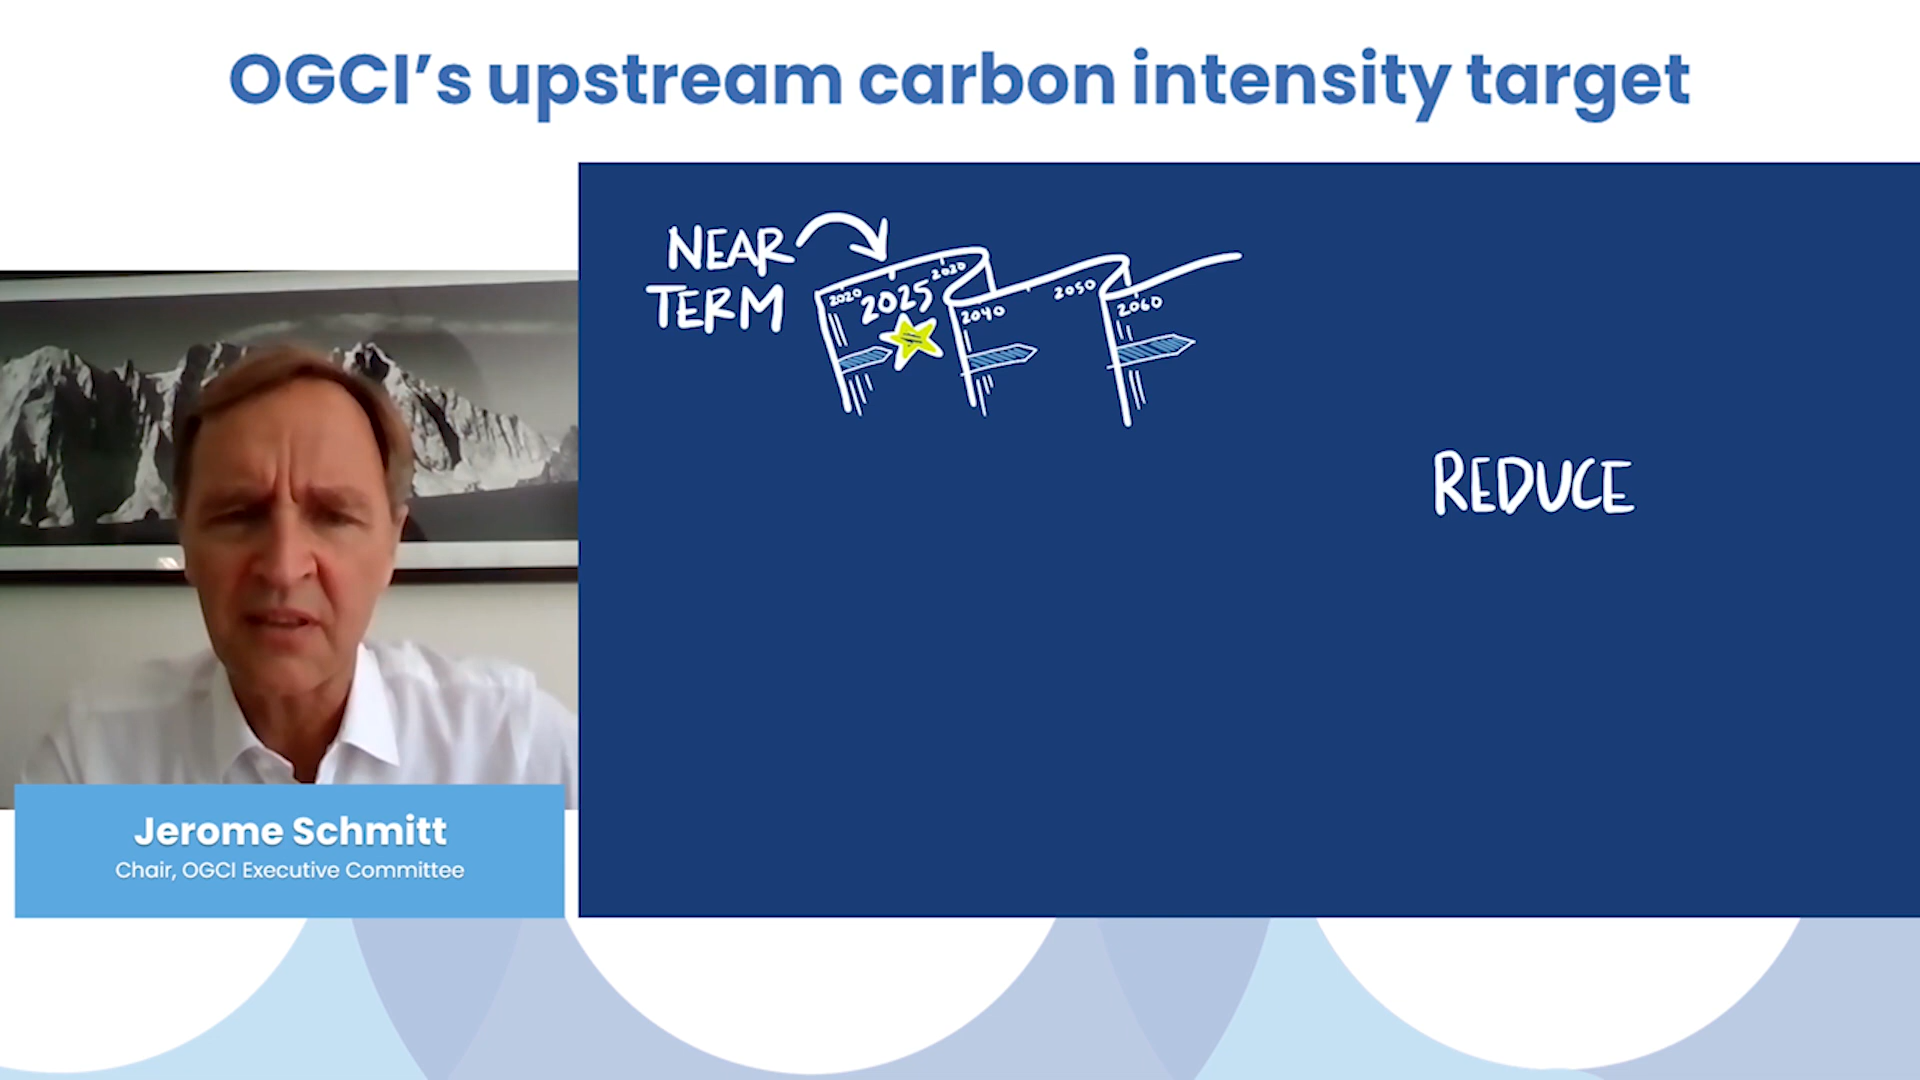 OGCI’s upstream carbon intensity target
NEAR
TERM
2020 2025 2020
2040
2050
2060
REDUCE
Jerome Schmitt
Chair, OGCI Executive Committee